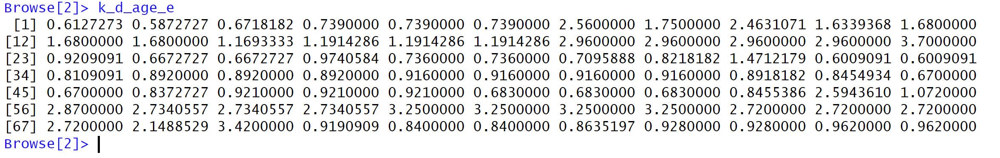 Browse[2]> k_d_age_e
 [1] 0.6127273 0.5872727 0.6718182 0.7390000 0.7390000 0.7390000 2.5600000 1.7500000 2.4631071 1.6339368 1.6800000
[12] 1.6800000 1.6800000 1.1693333 1.1914286 1.1914286 1.1914286 2.9600000 2.9600000 2.9600000 2.9600000 3.7000000
[23] 0.9209091 0.6672727 0.6672727 0.9740584 0.7360000 0.7360000 0.7095888 0.8218182 1.4712179 0.6009091 0.6009091
[34] 0.8109091 0.8920000 0.8920000 0.8920000 0.9160000 0.9160000 0.9160000 0.9160000 0.8918182 0.8454934 0.6700000
[45] 0.6700000 0.8372727 0.9210000 0.9210000 0.9210000 0.6830000 0.6830000 0.6830000 0.8455386 2.5943610 1.0720000
[56] 2.8700000 2.7340557 2.7340557 2.7340557 3.2500000 3.2500000 3.2500000 3.2500000 2.7200000 2.7200000 2.7200000
[67] 2.7200000 2.1488529 3.4200000 0.9190909 0.8400000 0.8400000 0.8635197 0.9280000 0.9280000 0.9620000 0.9620000
Browse[2]>